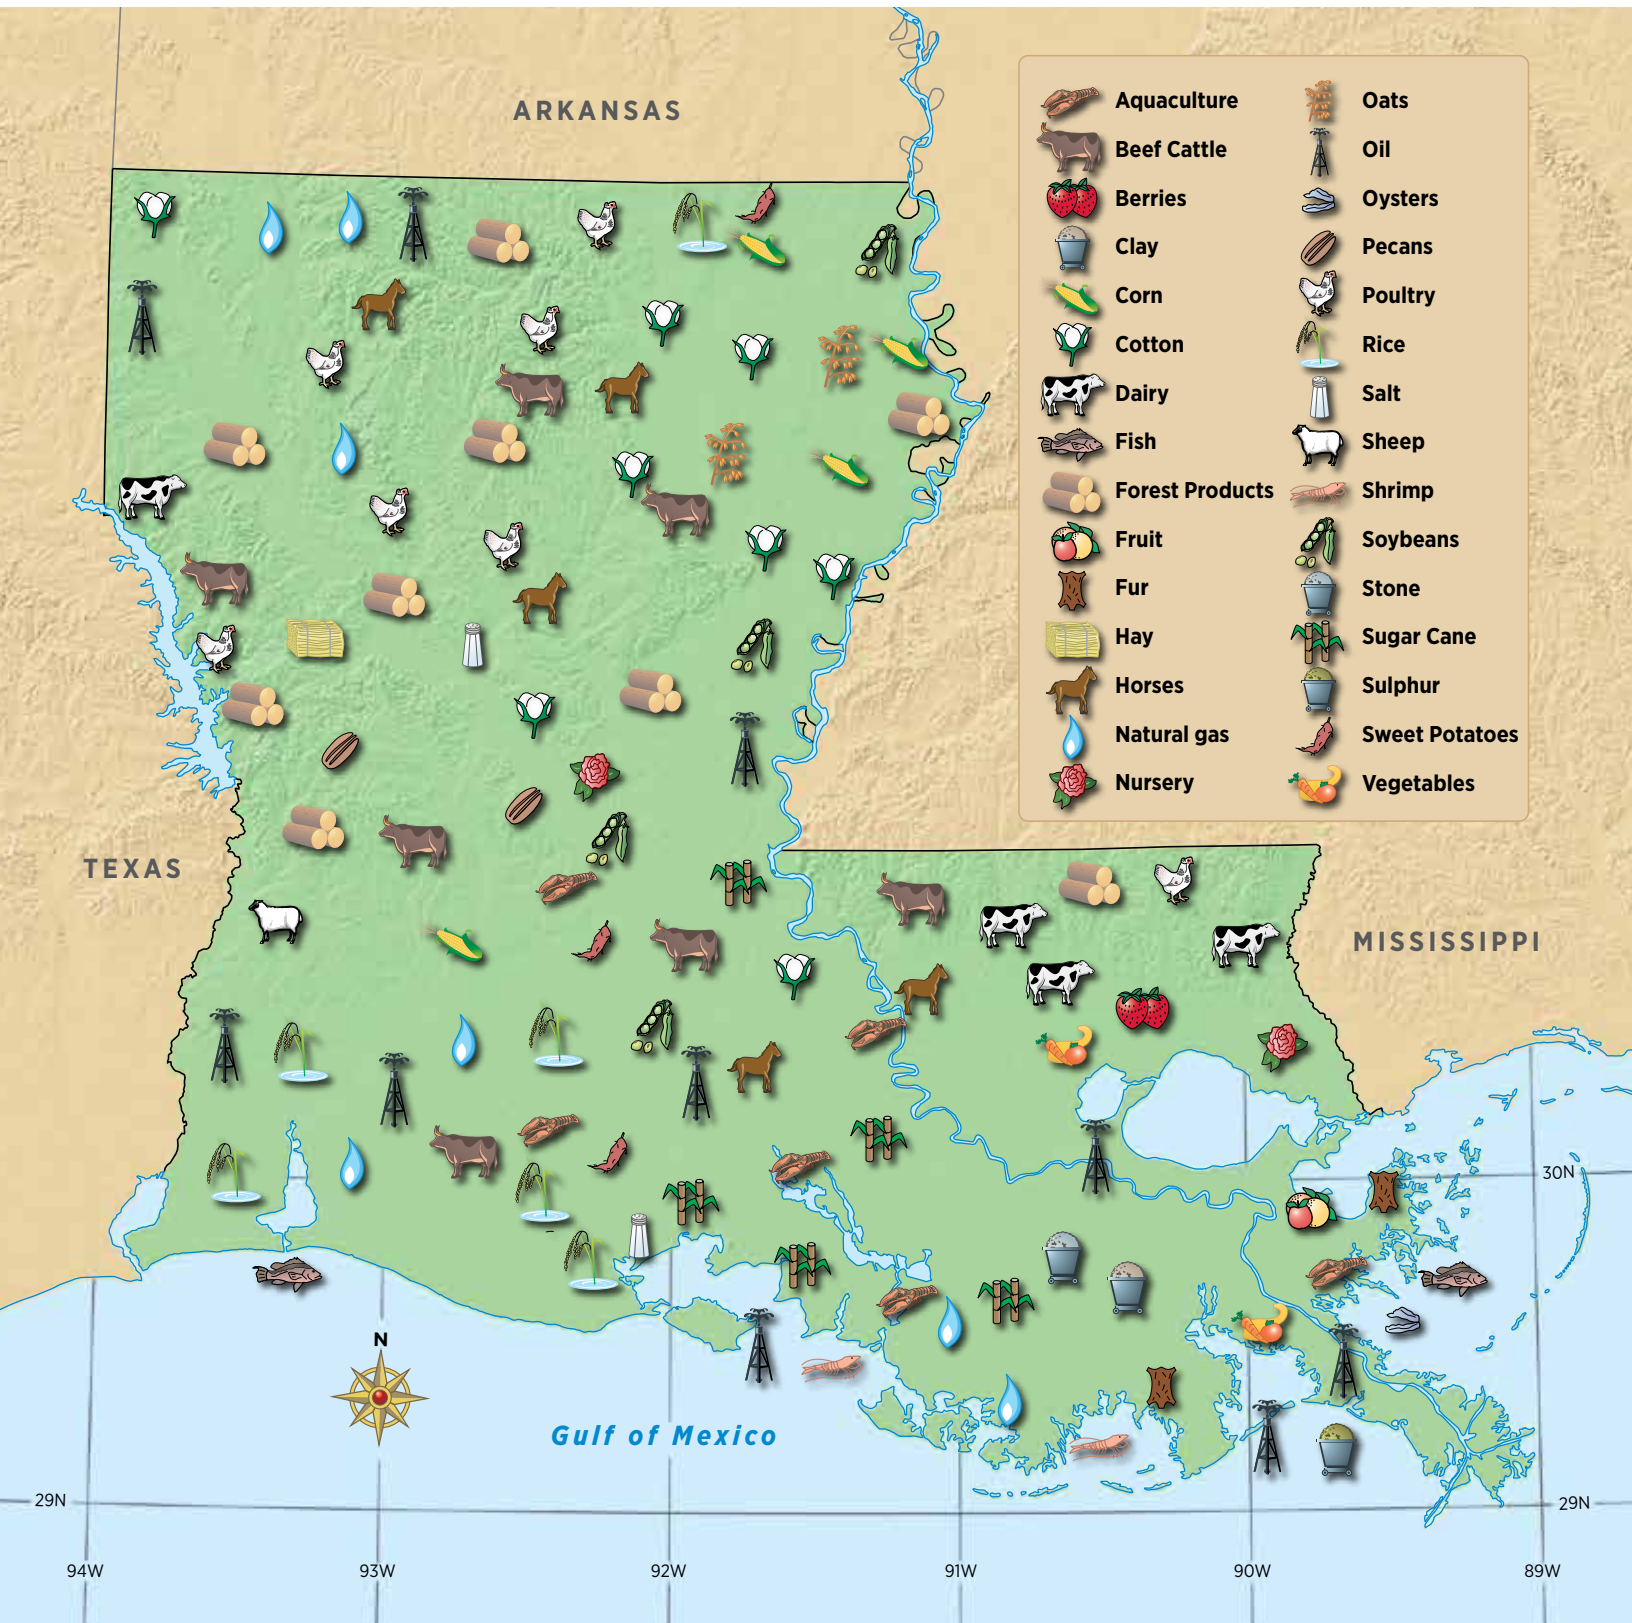 ARKANSAS
Aquaculture
Beef Cattle
Berries
Clay
Corn
Cotton
Dairy
Fish
Forest Products
Fruit
Fur
Hay
Horses
Natural gas
Nursery
Oats
Oil
Oysters
Pecans
Poultry
Rice
Salt
Sheep
Shrimp
Soybeans
Stone
Sugar Cane
Sulphur
Sweet Potatoes
Vegetables
TEXAS
MISSISSIPPI
30N
N
Gulf of Mexico
29N
29N
94W
93W
92W
91W
90W
89W